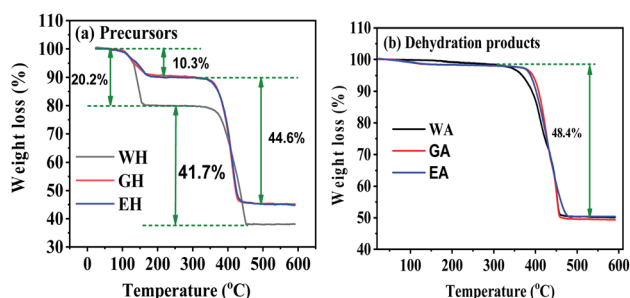 (a) Precursors
100
90
80
70
60
50
40
30
20.2%
10.3%
44.6%
41.7%
WH
GH
EH
0 100 200 300 400 500 600
Temperature (°C)
Weight loss (%)
(b) Dehydration products
110
100
90
80
70
60
50
40
48.4%
WA
GA
EA
100 200 300 400 500 600
Temperature (°C)
Weight loss (%)